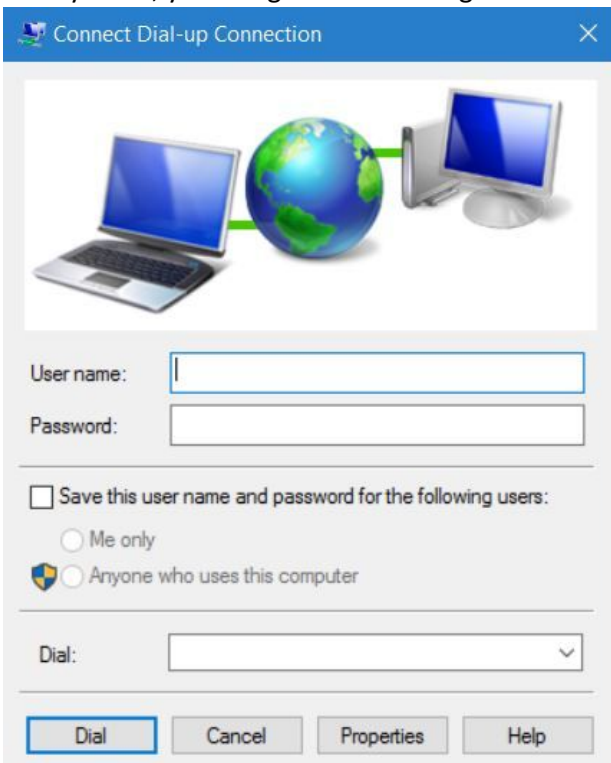 Connect Dial-up Connection
User name:
Password:
Save this user name and password for the following users:
Me only
Anyone who uses this computer
Dial:
Dial Cancel Properties Help